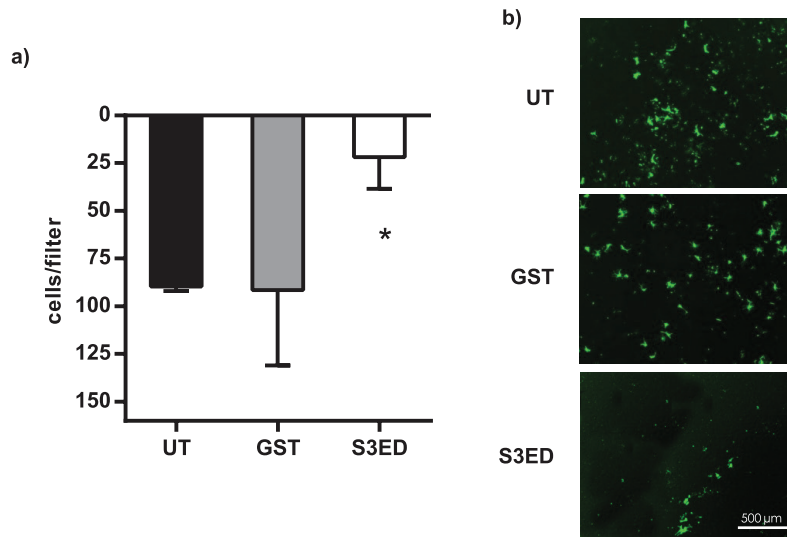 a)
0
25
50
75
100
125
150
cells/filter
*
UT
GST
S3ED
b)
UT
GST
S3ED
500 µm